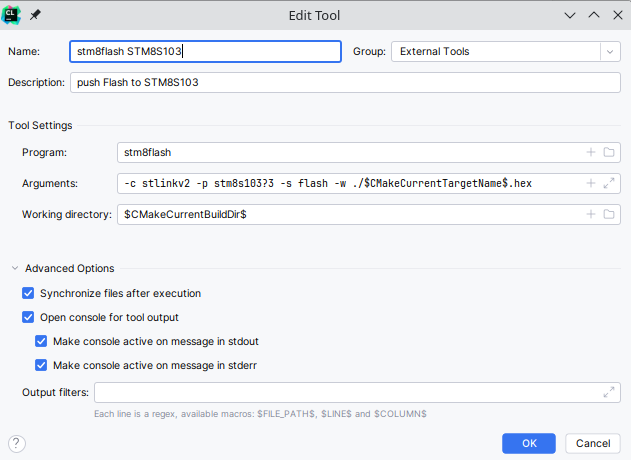 CL
Edit Tool
Name: stm8flash STM8S103 Group: External Tools
Description: push Flash to STM8S103
Tool Settings
Program: stm8flash
Arguments: -c stlinkv2 -p stm8s103?3 -s flash -w ./$CMakeCurrentTargetName$.hex
Working directory: $CMakeCurrentBuildDir$
Advanced Options
Synchronize files after execution
Open console for tool output
Make console active on message in stdout
Make console active on message in stderr
Output filters:
Each line is a regex, available macros: $FILE_PATH$, $LINE$ and $COLUMN$
? OK Cancel